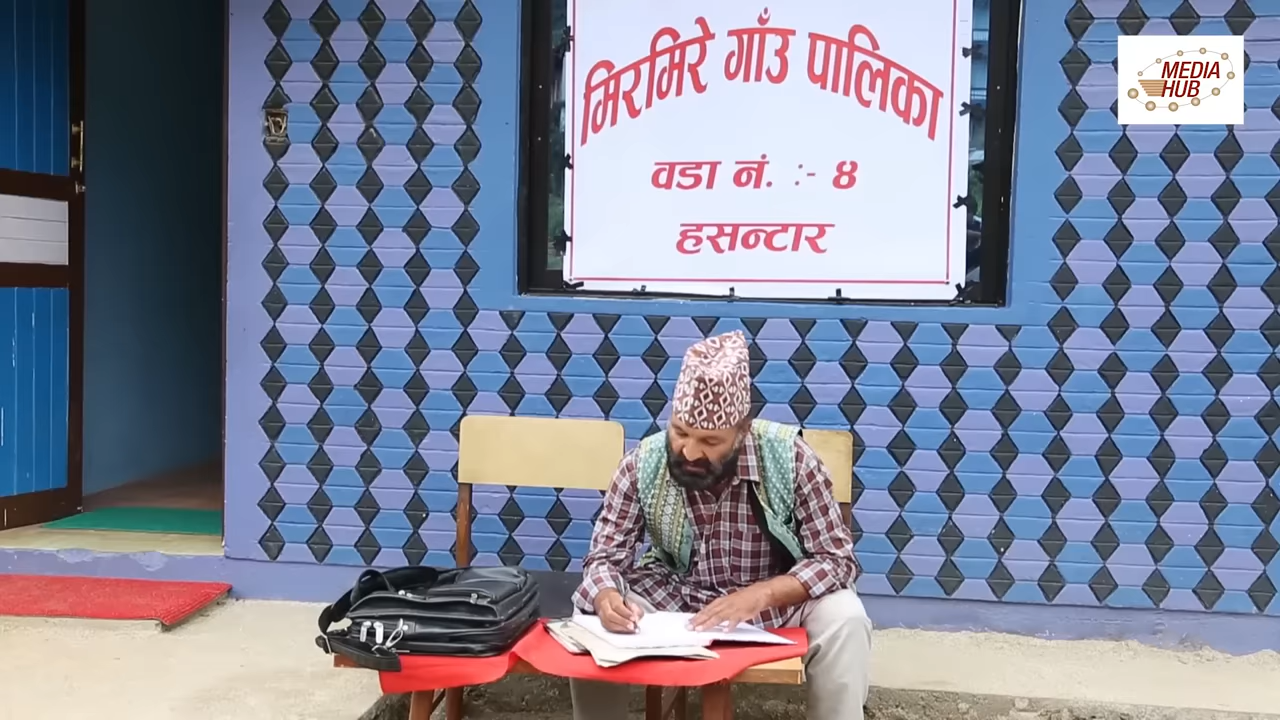 मिरमिरे गाँउ पालिका
वडा नं. :- ४
हसन्टार
MEDIA
HUB